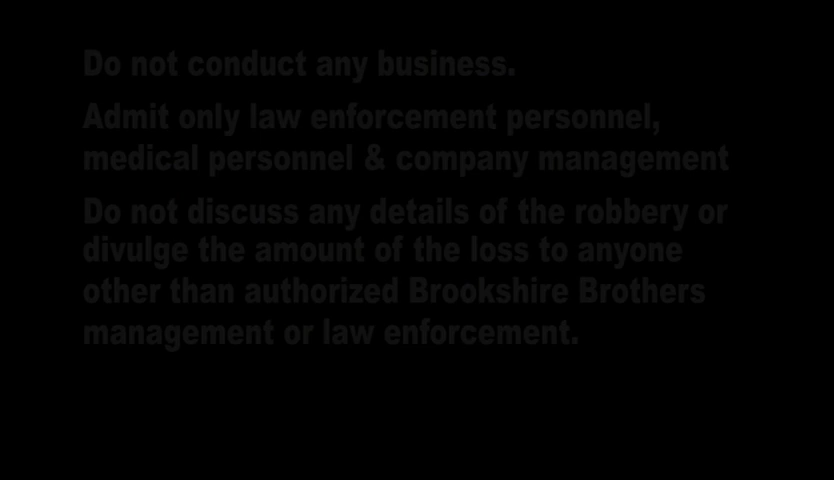 Do not conduct any business.
Admit only law enforcement personnel,
medical personnel & company management
Do not discuss any details of the robbery or
divulge the amount of the loss to anyone
other than authorized Brookshire Brothers
management or law enforcement.